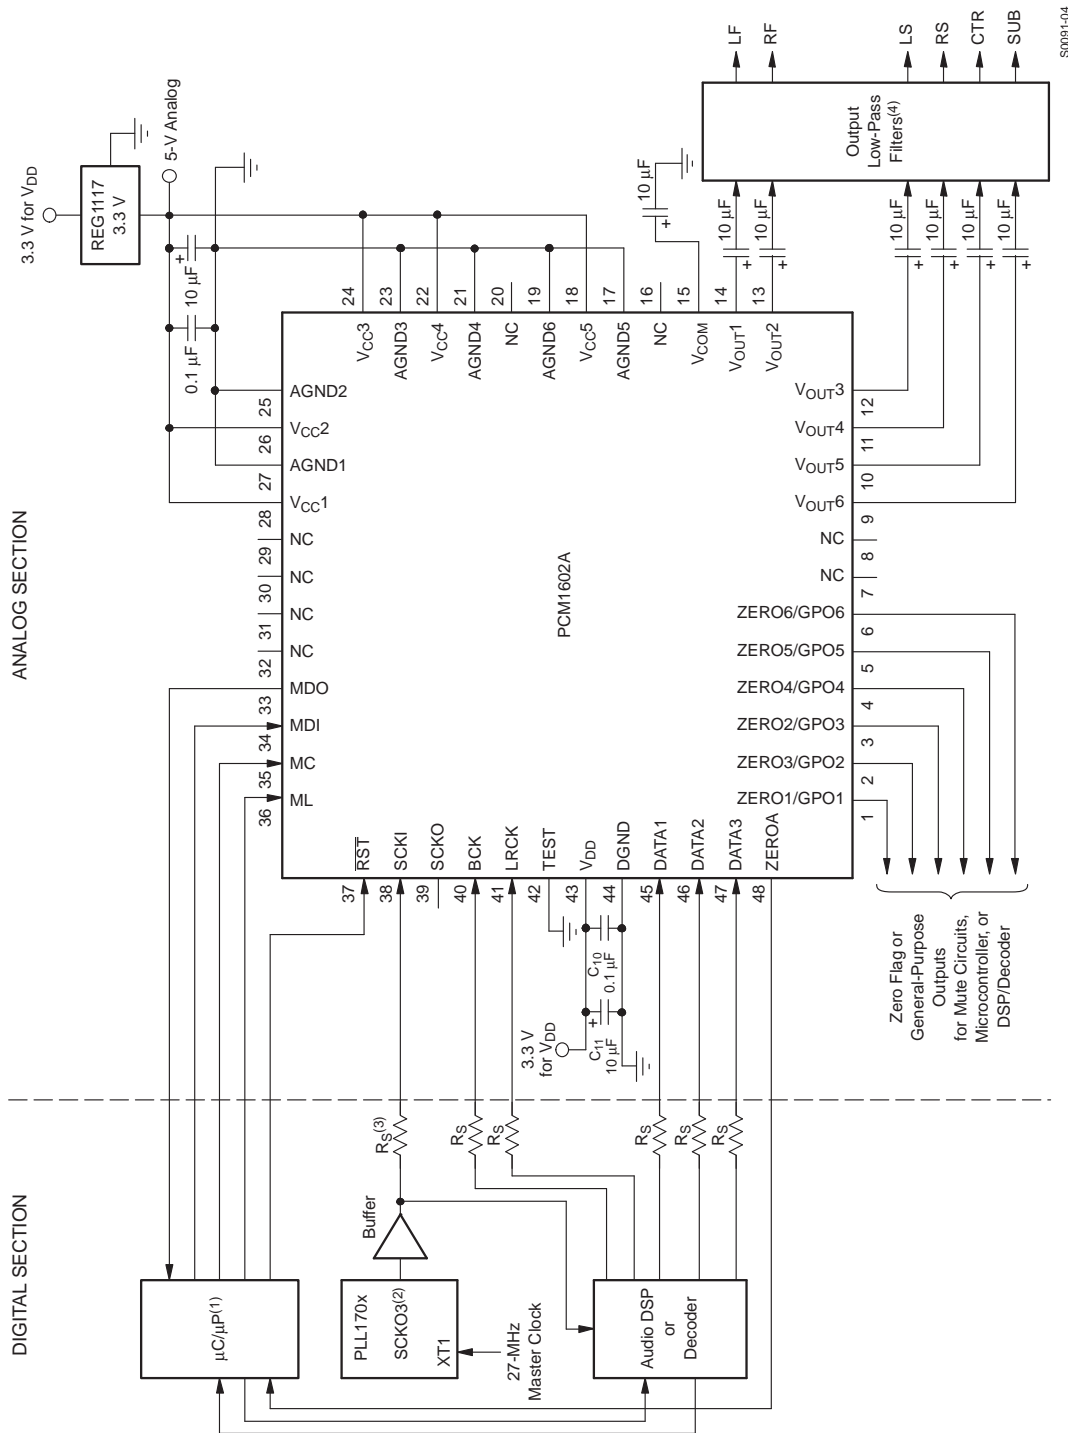 DIGITAL SECTION
ANALOG SECTION
µC/µP(1)
PLL170x
SCKO3(2)
XT1
27-MHz
Master Clock
Buffer
Audio DSP
or
Decoder
RS(3)
RS
RS
RS
RS
RS
3.3 V
for VDD
C11
10 µF
+
C10
0.1 µF
36
35
34
33
32
31
30
29
28
27
26
25
ML
MC
MDI
MDO
NC
NC
NC
NC
VCC1
AGND1
VCC2
AGND2
37
38
39
40
41
42
43
44
45
46
47
48
RST
SCKI
SCKO
BCK
LRCK
TEST
VDD
DGND
DATA1
DATA2
DATA3
ZEROA
PCM1602A
VCC3
AGND3
VCC4
AGND4
NC
AGND6
VCC5
AGND5
NC
VCOM
VOUT1
VOUT2
24
23
22
21
20
19
18
17
16
15
14
13
ZERO1/GPO1
ZERO3/GPO2
ZERO2/GPO3
ZERO4/GPO4
ZERO5/GPO5
ZERO6/GPO6
NC
NC
VOUT6
VOUT5
VOUT4
VOUT3
1
2
3
4
5
6
7
8
9
10
11
12
Zero Flag or
General-Purpose
Outputs
for Mute Circuits,
Microcontroller, or
DSP/Decoder
0.1 µF
10 µF
+
3.3 V for VDD
REG1117
3.3 V
5-V Analog
10 µF
+
10 µF
+
10 µF
+
10 µF
+
10 µF
+
10 µF
+
10 µF
+
Output
Low-Pass
Filters(4)
LF
RF
LS
RS
CTR
SUB
S0091-04